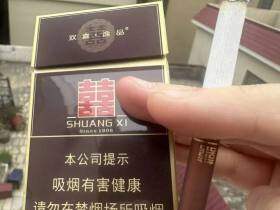 双喜逸品
囍
SHUANG XI
Since 1906
本公司提示
吸烟有害健康
请勿在禁烟场所吸烟